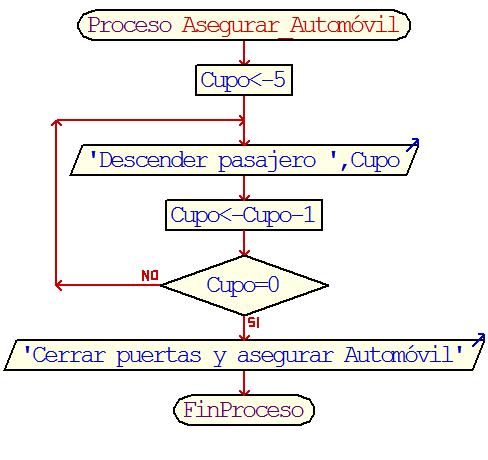 Proceso Asegurar_Automóvil
Cupo<-5
'Descender pasajero ',Cupo
Cupo<-Cupo-1
NO
Cupo=0
SI
'Cerrar puertas y asegurar Automóvil'
FinProceso